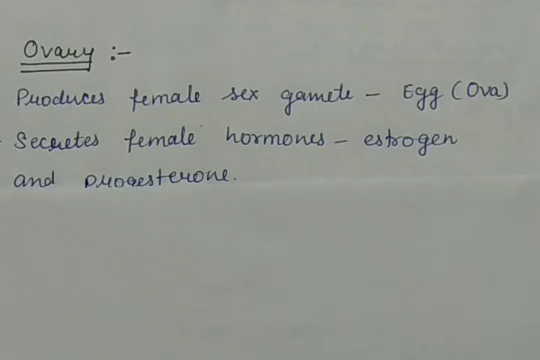 Ovary :-
Produces female sex gamete - Egg (Ova)
Secretes female hormones - estrogen
and progesterone.